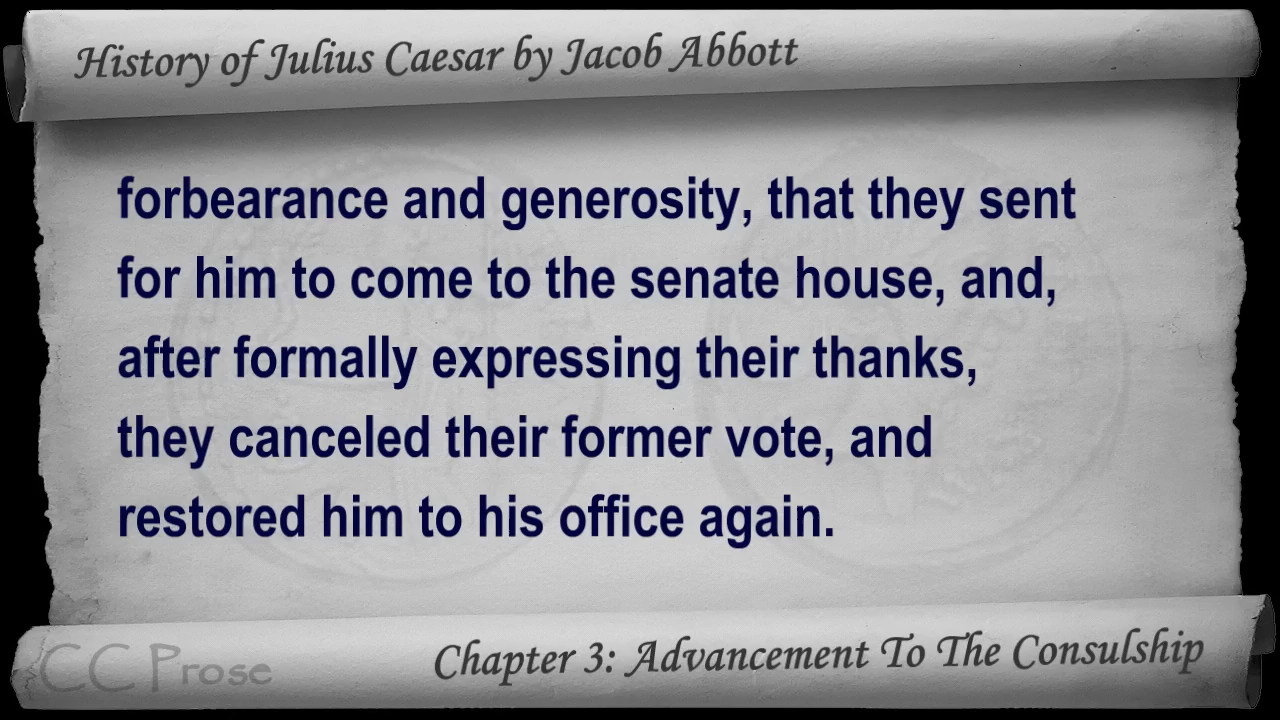 History of Julius Caesar by Jacob Abbott
forbearance and generosity, that they sent
for him to come to the senate house, and,
after formally expressing their thanks,
they canceled their former vote, and
restored him to his office again.
CC Prose
Chapter 3: Advancement To The Consulship